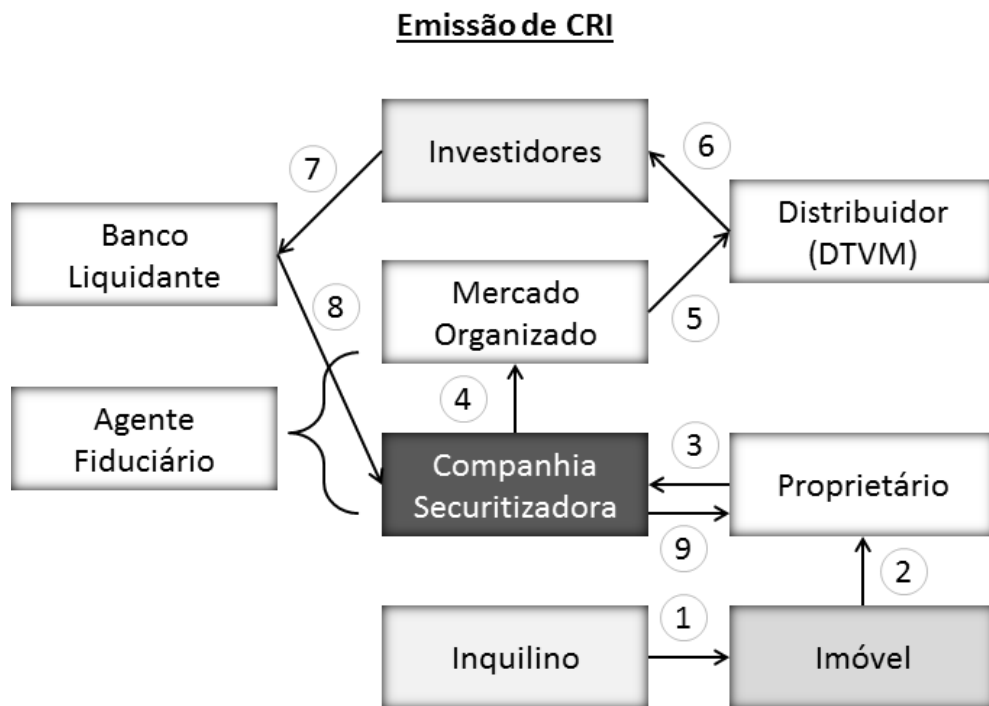 Emissão de CRI
Investidores
6
7
Distribuidor
(DTVM)
Banco
Liquidante
Mercado
Organizado
8
5
4
Agente
Fiduciário
Companhia
Securitizadora
3
Proprietário
9
2
1
Inquilino
Imóvel